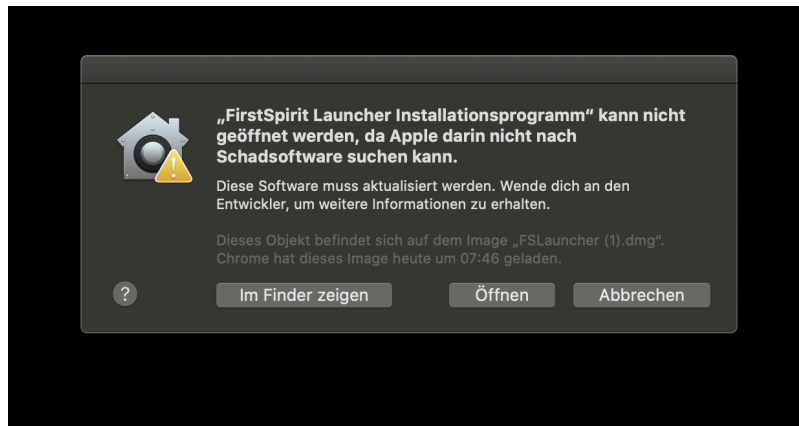 „FirstSpirit Launcher Installationsprogramm“ kann nicht
geöffnet werden, da Apple darin nicht nach
Schadsoftware suchen kann.
Diese Software muss aktualisiert werden. Wende dich an den
Entwickler, um weitere Informationen zu erhalten.
Dieses Objekt befindet sich auf dem Image „FSLauncher (1).dmg“.
Chrome hat dieses Image heute um 07:46 geladen.
? Im Finder zeigen Öffnen Abbrechen